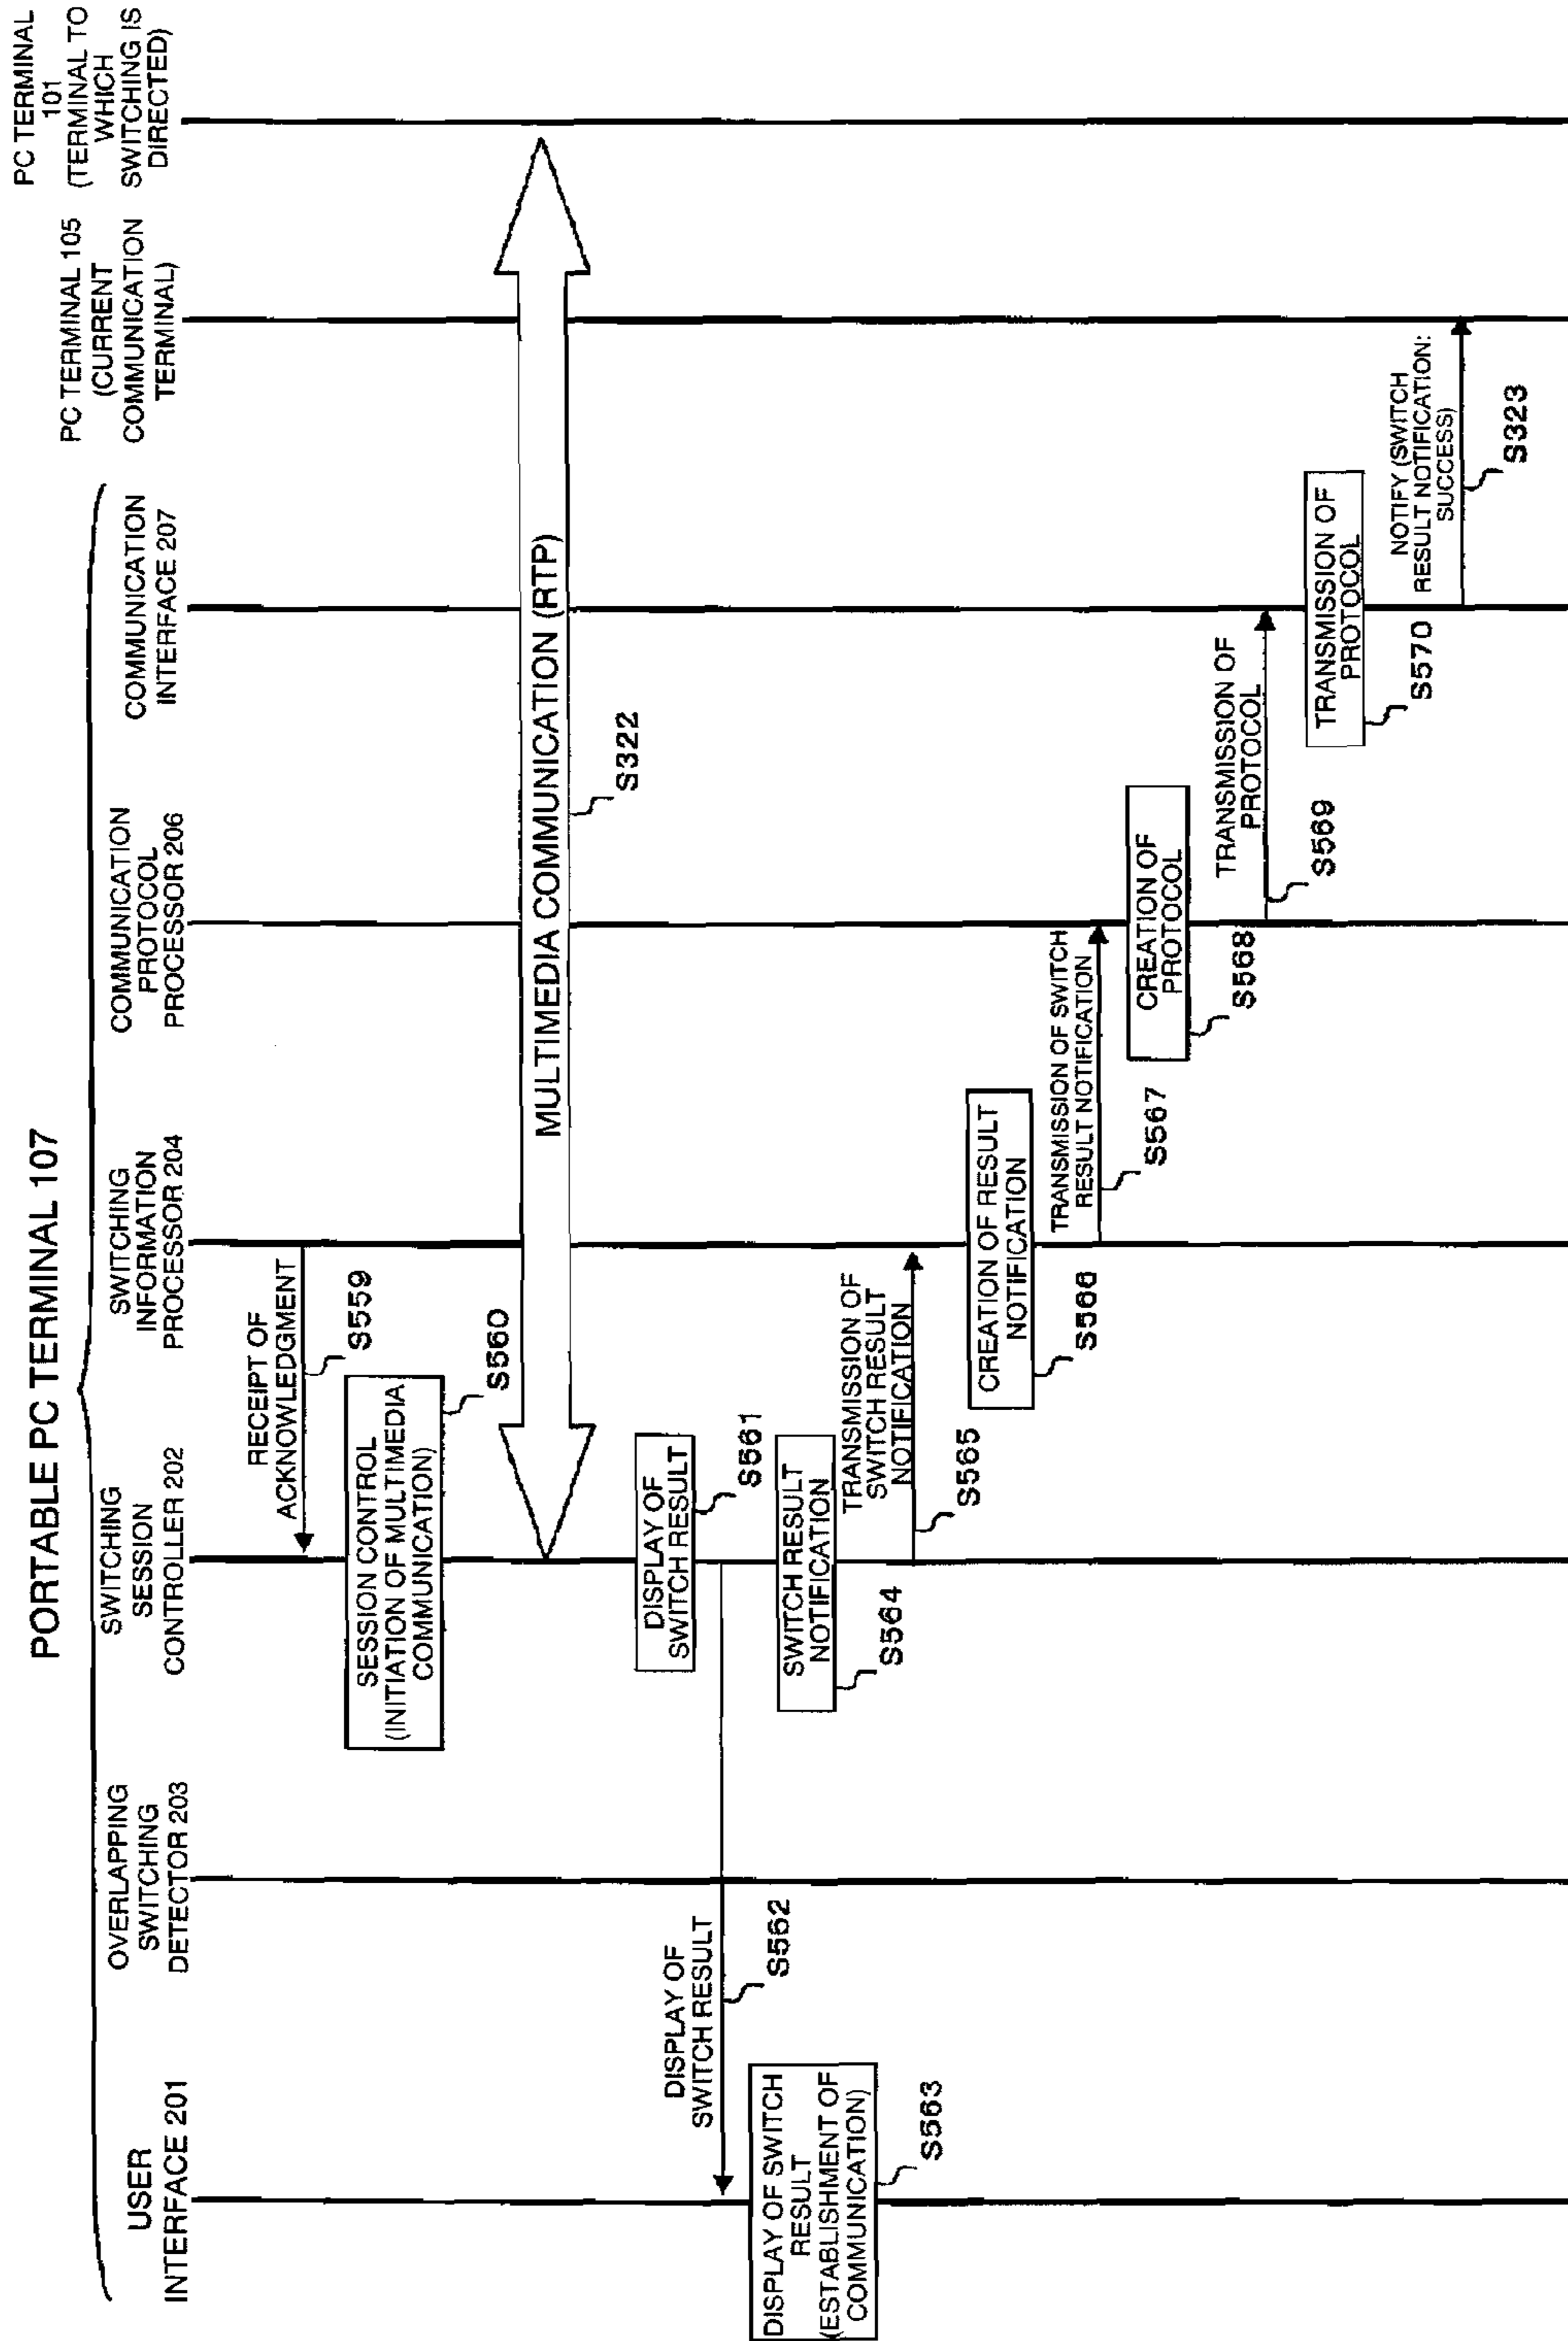 PORTABLE PC TERMINAL 107
USER
INTERFACE 201
OVERLAPPING
SWITCHING
DETECTOR 203
SWITCHING
SESSION
CONTROLLER 202
SWITCHING
INFORMATION
PROCESSOR 204
COMMUNICATION
PROTOCOL
PROCESSOR 206
COMMUNICATION
INTERFACE 207
PC TERMINAL 105
(CURRENT
COMMUNICATION
TERMINAL)
PC TERMINAL
101
(TERMINAL TO
WHICH
SWITCHING IS
DIRECTED)
RECEIPT OF
ACKNOWLEDGMENT
S559
SESSION CONTROL
(INITIATION OF MULTIMEDIA
COMMUNICATION)
S560
MULTIMEDIA COMMUNICATION (RTP)
S322
DISPLAY OF
SWITCH RESULT
S561
DISPLAY OF
SWITCH RESULT
S562
DISPLAY OF SWITCH
RESULT
(ESTABLISHMENT OF
COMMUNICATION)
S563
SWITCH RESULT
NOTIFICATION
S564
TRANSMISSION OF
SWITCH RESULT
NOTIFICATION
S565
CREATION OF RESULT
NOTIFICATION
S566
TRANSMISSION OF SWITCH
RESULT NOTIFICATION
S567
CREATION OF
PROTOCOL
S568
TRANSMISSION OF
PROTOCOL
S569
TRANSMISSION OF
PROTOCOL
S570
NOTIFY (SWITCH
RESULT NOTIFICATION:
SUCCESS)
S323